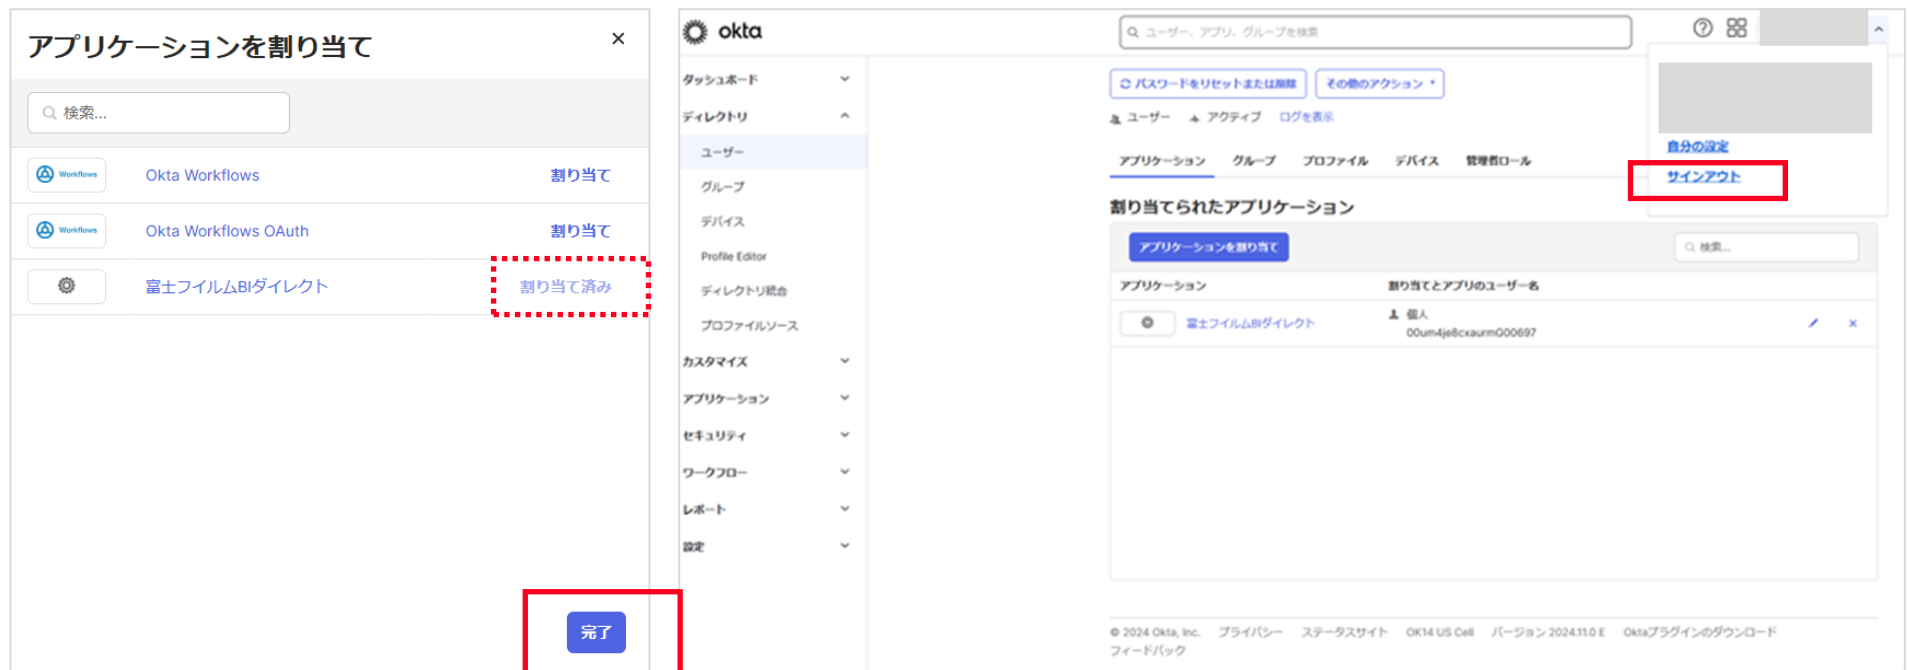 アプリケーションを割り当て
検索...
Workflows Okta Workflows 割り当て
Workflows Okta Workflows OAuth 割り当て
富士フイルムBIダイレクト 割り当て済み
完了
okta
ユーザー、アプリ、グループを検索
ダッシュボード
ディレクトリ
ユーザー
グループ
デバイス
Profile Editor
ディレクトリ統合
プロファイルソース
カスタマイズ
アプリケーション
セキュリティ
ワークフロー
レポート
設定
パスワードをリセットまたは削除 その他のアクション
ユーザー アクティブ ログを表示
アプリケーション グループ プロファイル デバイス 管理者ロール
自分の設定
サインアウト
割り当てられたアプリケーション
アプリケーションを割り当て 検索...
アプリケーション 割り当てとアプリのユーザー名
富士フイルムBIダイレクト 個人
00um4je8cxaurmG00697
© 2024 Okta, Inc. プライバシー ステータスサイト OK14 US Cell バージョン 2024.11.0 E Oktaプラグインのダウンロード
フィードバック